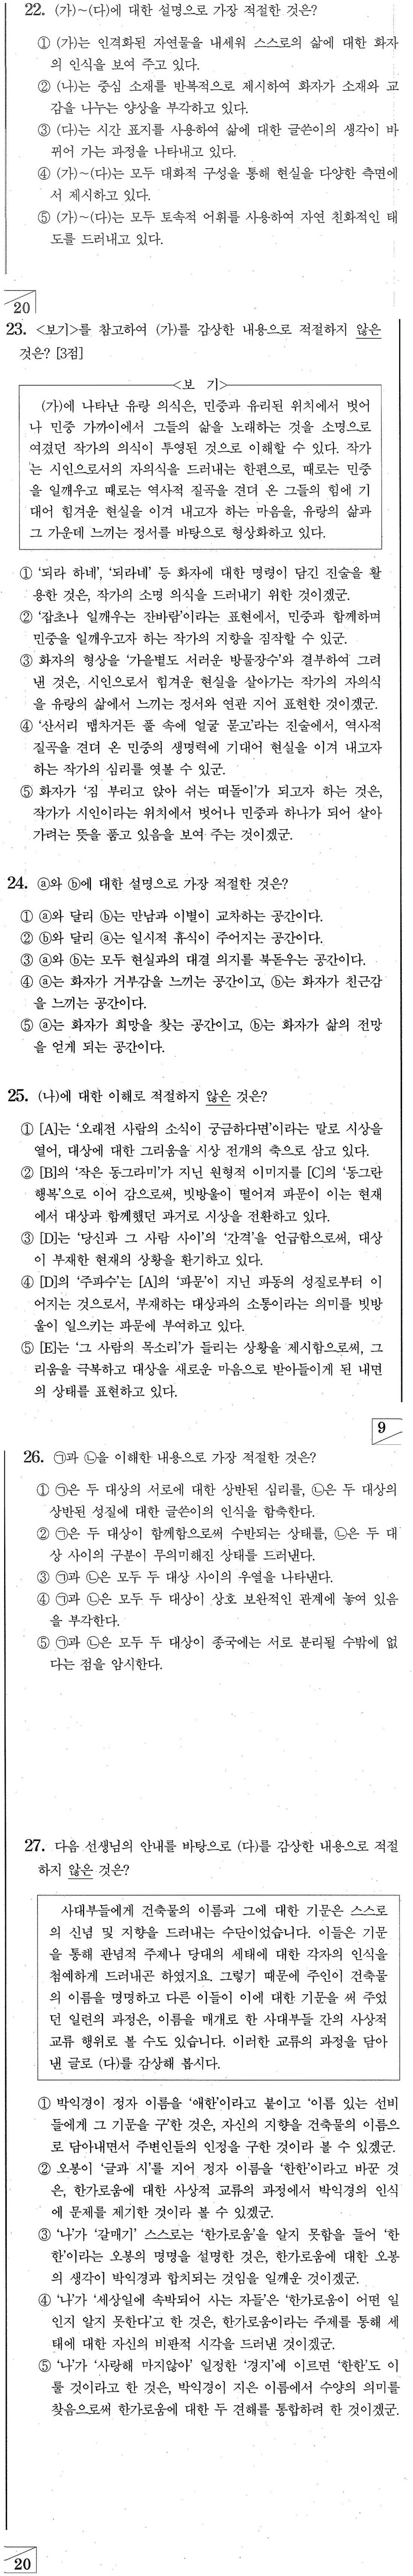 22. (가)~(다)에 대한 설명으로 가장 적절한 것은?
① (가)는 인격화된 자연물을 내세워 스스로의 삶에 대한 화자
의 인식을 보여 주고 있다.
② (나)는 중심 소재를 반복적으로 제시하여 화자가 소재와 교
감을 나누는 양상을 부각하고 있다.
③ (다)는 시간 표지를 사용하여 삶에 대한 글쓴이의 생각이 바
뀌어 가는 과정을 나타내고 있다.
④ (가)~(다)는 모두 대화적 구성을 통해 현실을 다양한 측면에
서 제시하고 있다.
⑤ (가)~(다)는 모두 토속적 어휘를 사용하여 자연 친화적인 태
도를 드러내고 있다.
20
23. <보기>를 참고하여 (가)를 감상한 내용으로 적절하지 않은
것은? [3점]
<보 기>
(가)에 나타난 유랑 의식은, 민중과 유리된 위치에서 벗어
나 민중 가까이에서 그들의 삶을 노래하는 것을 소명으로
여겼던 작가의 의식이 투영된 것으로 이해할 수 있다. 작가
는 시인으로서의 자의식을 드러내는 한편으로, 때로는 민중
을 일깨우고 때로는 역사적 질곡을 견뎌 온 그들의 힘에 기
대어 힘겨운 현실을 이겨 내고자 하는 마음을, 유랑의 삶과
그 가운데 느끼는 정서를 바탕으로 형상화하고 있다.
① '되라 하네', '되라네' 등 화자에 대한 명령이 담긴 진술을 활
용한 것은, 작가의 소명 의식을 드러내기 위한 것이겠군.
② '잡초나 일깨우는 잔바람'이라는 표현에서, 민중과 함께하며
민중을 일깨우고자 하는 작가의 지향을 짐작할 수 있군.
③ 화자의 형상을 '가을볕도 서러운 방물장수'와 결부하여 그려
낸 것은, 시인으로서 힘겨운 현실을 살아가는 작가의 자의식
을 유랑의 삶에서 느끼는 정서와 연관 지어 표현한 것이겠군.
④ '산서리 맵차거든 풀 속에 얼굴 묻고'라는 진술에서, 역사적
질곡을 견뎌 온 민중의 생명력에 기대어 현실을 이겨 내고자
하는 작가의 심리를 엿볼 수 있군.
⑤ 화자가 '짐 부리고 앉아 쉬는 떠돌이'가 되고자 하는 것은,
작가가 시인이라는 위치에서 벗어나 민중과 하나가 되어 살아
가려는 뜻을 품고 있음을 보여 주는 것이겠군.
24. ⓐ와 ⓑ에 대한 설명으로 가장 적절한 것은?
① ⓐ와 달리 ⓑ는 만남과 이별이 교차하는 공간이다.
② ⓑ와 달리 ⓐ는 일시적 휴식이 주어지는 공간이다.
③ ⓐ와 ⓑ는 모두 현실과의 대결 의지를 북돋우는 공간이다.
④ ⓐ는 화자가 거부감을 느끼는 공간이고, ⓑ는 화자가 친근감
을 느끼는 공간이다.
⑤ ⓐ는 화자가 희망을 찾는 공간이고, ⓑ는 화자가 삶의 전망
을 얻게 되는 공간이다.
25. (나)에 대한 이해로 적절하지 않은 것은?
① [A]는 '오래전 사람의 소식이 궁금하다면'이라는 말로 시상을
열어, 대상에 대한 그리움을 시상 전개의 축으로 삼고 있다.
② [B]의 '작은 동그라미'가 지닌 원형적 이미지를 [C]의 '동그란
행복'으로 이어 감으로써, 빗방울이 떨어져 파문이 이는 현재
에서 대상과 함께했던 과거로 시상을 전환하고 있다.
③ [D]는 '당신과 그 사람 사이'의 '간격'을 언급함으로써, 대상
이 부재한 현재의 상황을 환기하고 있다.
④ [D]의 '주파수'는 [A]의 '파문'이 지닌 파동의 성질로부터 이
어지는 것으로서, 부재하는 대상과의 소통이라는 의미를 빗방
울이 일으키는 파문에 부여하고 있다.
⑤ [E]는 '그 사람의 목소리'가 들리는 상황을 제시함으로써, 그
리움을 극복하고 대상을 새로운 마음으로 받아들이게 된 내면
의 상태를 표현하고 있다.
9
26. ㉠과 ㉡을 이해한 내용으로 가장 적절한 것은?
① ㉠은 두 대상의 서로에 대한 상반된 심리를, ㉡은 두 대상의
상반된 성질에 대한 글쓴이의 인식을 함축한다.
② ㉠은 두 대상이 함께함으로써 수반되는 상태를, ㉡은 두 대
상 사이의 구분이 무의미해진 상태를 드러낸다.
③ ㉠과 ㉡은 모두 두 대상 사이의 우열을 나타낸다.
④ ㉠과 ㉡은 모두 두 대상이 상호 보완적인 관계에 놓여 있음
을 부각한다.
⑤ ㉠과 ㉡은 모두 두 대상이 종국에는 서로 분리될 수밖에 없
다는 점을 암시한다.
27. 다음 선생님의 안내를 바탕으로 (다)를 감상한 내용으로 적절
하지 않은 것은?
사대부들에게 건축물의 이름과 그에 대한 기문은 스스로
의 신념 및 지향을 드러내는 수단이었습니다. 이들은 기문
을 통해 관념적 주제나 당대의 세태에 대한 각자의 인식을
첨예하게 드러내곤 하였지요. 그렇기 때문에 주인이 건축물
의 이름을 명명하고 다른 이들이 이에 대한 기문을 써 주었
던 일련의 과정은, 이름을 매개로 한 사대부들 간의 사상적
교류 행위로 볼 수도 있습니다. 이러한 교류의 과정을 담아
낸 글로 (다)를 감상해 봅시다.
① 박익경이 정자 이름을 '애한'이라고 붙이고 '이름 있는 선비
들에게 그 기문을 구'한 것은, 자신의 지향을 건축물의 이름으
로 담아내면서 주변인들의 인정을 구한 것이라 볼 수 있겠군.
② 오봉이 '글과 시'를 지어 정자 이름을 '한한'이라고 바꾼 것
은, 한가로움에 대한 사상적 교류의 과정에서 박익경의 인식
에 문제를 제기한 것이라 볼 수 있겠군.
③ '나'가 '갈매기' 스스로는 '한가로움'을 알지 못함을 들어 '한
한'이라는 오봉의 명명을 설명한 것은, 한가로움에 대한 오봉
의 생각이 박익경과 합치되는 것임을 일깨운 것이겠군.
④ '나'가 '세상일에 속박되어 사는 자들'은 '한가로움이 어떤 일
인지 알지 못한다'고 한 것은, 한가로움이라는 주제를 통해 세
태에 대한 자신의 비판적 시각을 드러낸 것이겠군.
⑤ '나'가 '사랑해 마지않아' 일정한 '경지'에 이르면 '한한'도 이
룰 것이라고 한 것은, 박익경이 지은 이름에서 수양의 의미를
찾음으로써 한가로움에 대한 두 견해를 통합하려 한 것이겠군.
20